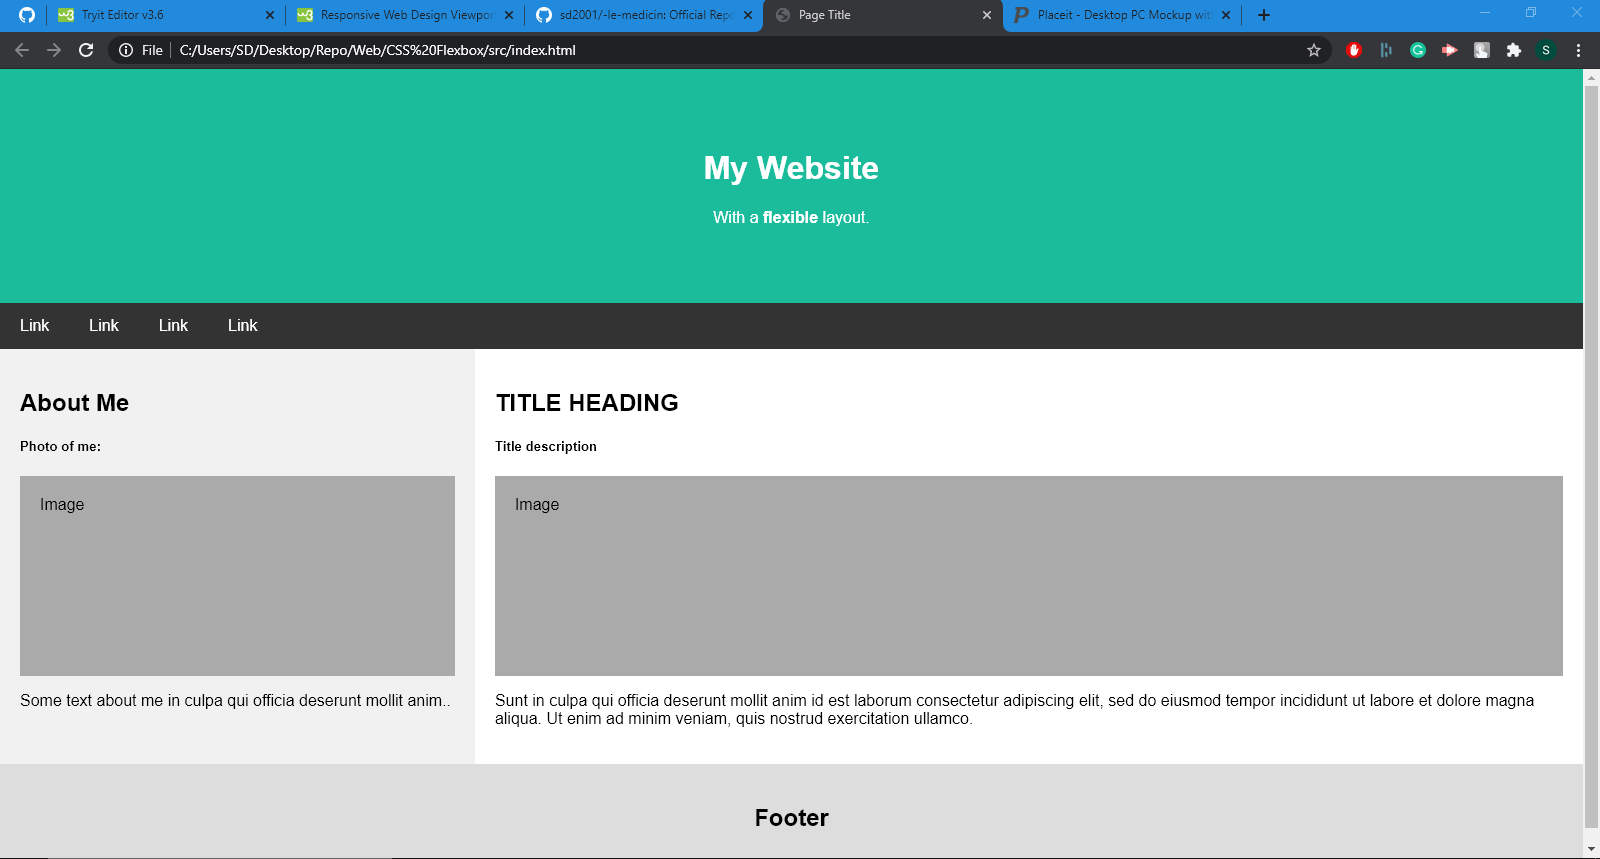 Tryit Editor v3.6
Responsive Web Design Viewpor
sd2001/-le-medicin: Official Rep
Page Title
Placeit - Desktop PC Mockup wit
File
C:/Users/SD/Desktop/Repo/Web/CSS%20Flexbox/src/index.html
S
My Website
With a flexible layout.
Link Link Link Link
About Me
Photo of me:
Image
Some text about me in culpa qui officia deserunt mollit anim..
TITLE HEADING
Title description
Image
Sunt in culpa qui officia deserunt mollit anim id est laborum consectetur adipiscing elit, sed do eiusmod tempor incididunt ut labore et dolore magna
aliqua. Ut enim ad minim veniam, quis nostrud exercitation ullamco.
Footer